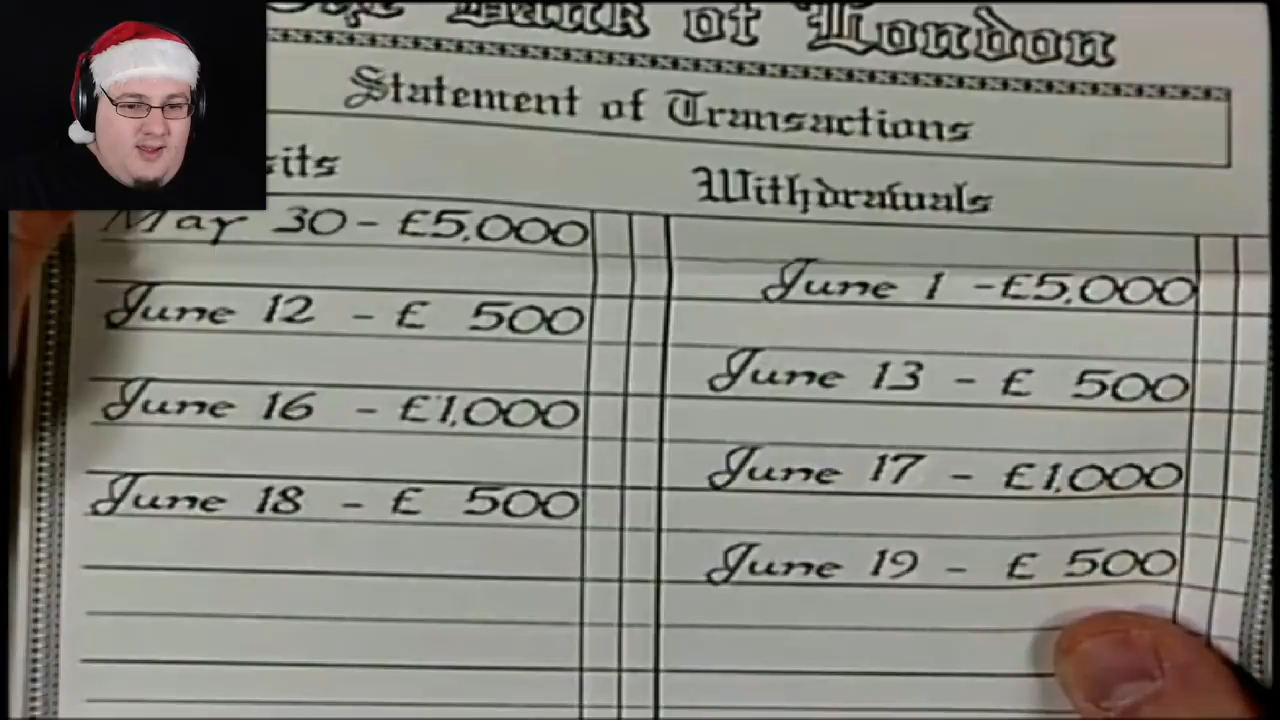 Bank of London
Statement of Transactions
Withdrawals
May 30 - £5,000
June 1 - £5,000
June 12 - £ 500
June 13 - £ 500
June 16 - £1,000
June 17 - £1,000
June 18 - £ 500
June 19 - £ 500